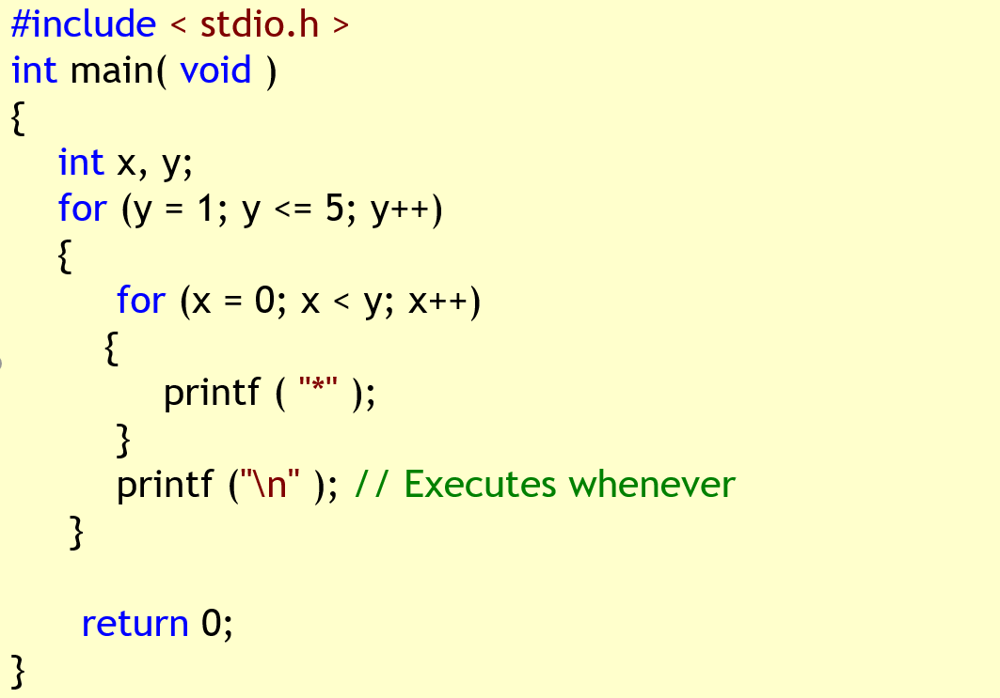 #include < stdio.h >
int main( void )
{
int x, y;
for (y = 1; y <= 5; y++)
{
for (x = 0; x < y; x++)
{
printf ( "*" );
}
printf ("\n" ); // Executes whenever
}
return 0;
}